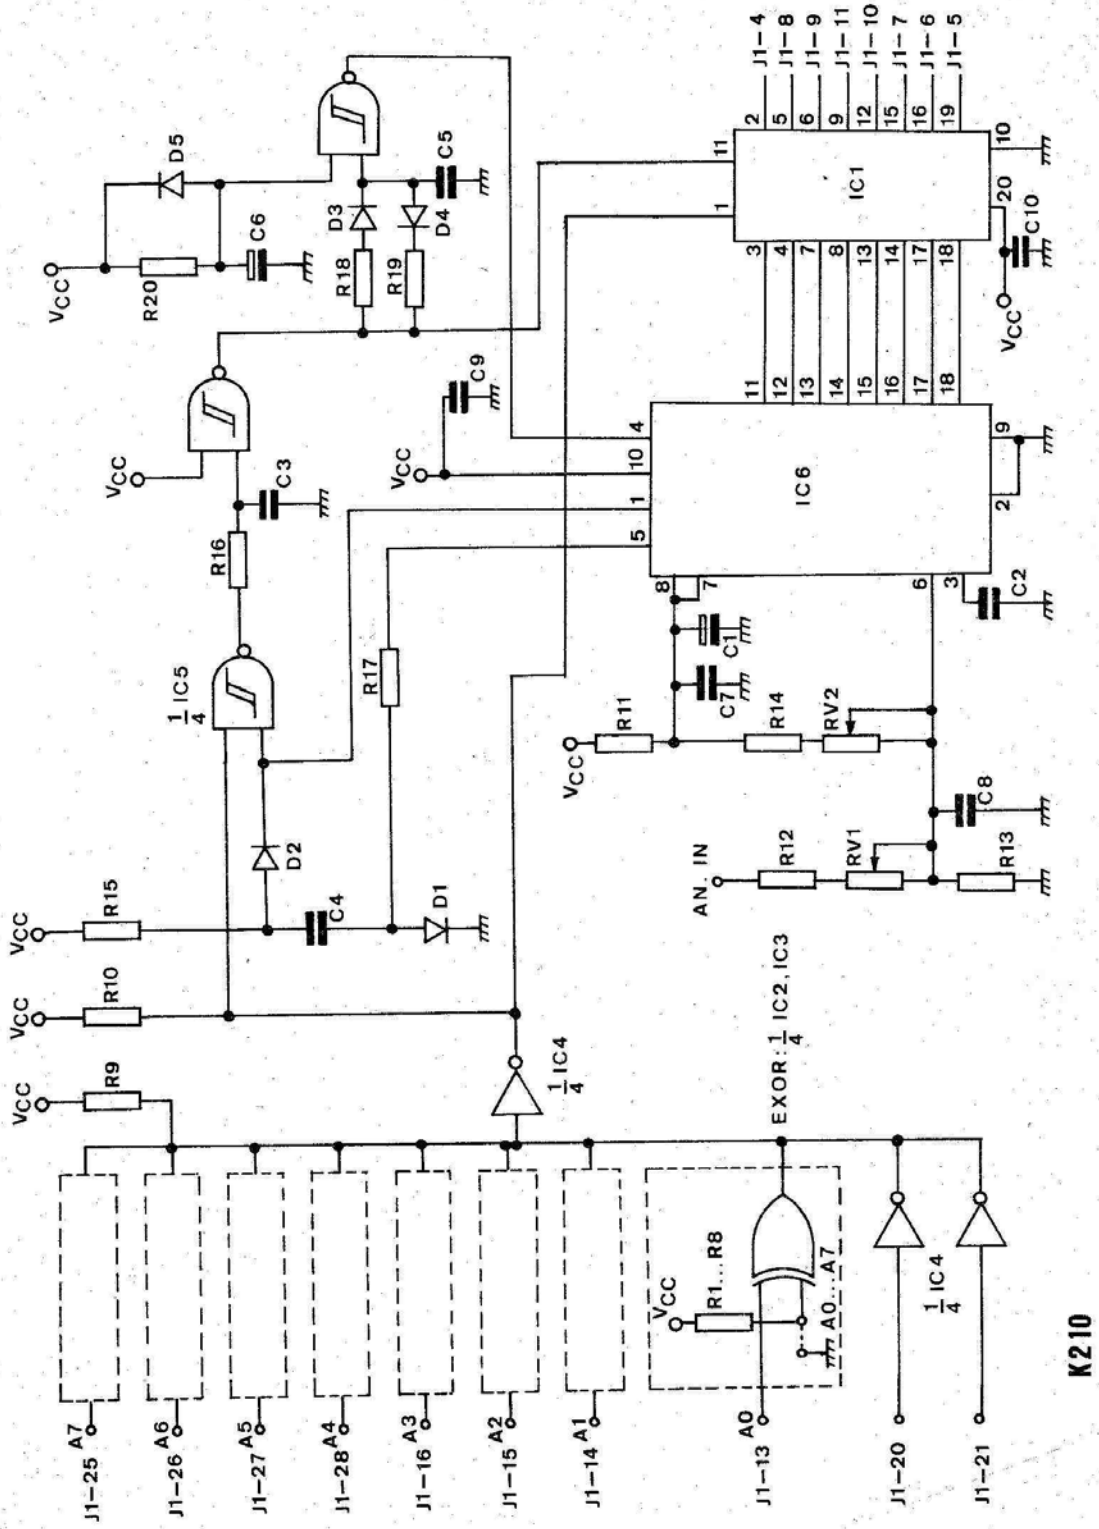 J1-4
J1-8
J1-9
J1-11
J1-10
J1-7
J1-6
J1-5
2
5
6
9
12
15
16
19
11
1
IC1
10
20
C10
VCC
3
4
7
8
13
14
17
18
D5
VCC
R20
C6
D3
D4
C5
R18
R19
VCC
C3
R16
C9
VCC
11
12
13
14
15
16
17
18
4
10
1
5
IC6
9
2
8
7
6
3
C2
C1
C7
R11
VCC
R14
RV2
R17
1/4 IC5
D2
C4
D1
R15
VCC
R10
VCC
R9
VCC
AN. IN
R12
RV1
R13
C8
1/4 IC4
EXOR: 1/4 IC2, IC3
VCC
R1...R8
A0...A7
1/4 IC4
J1-25 A7
J1-26 A6
J1-27 A5
J1-28 A4
J1-16 A3
J1-15 A2
J1-14 A1
J1-13 A0
J1-20
J1-21
K210